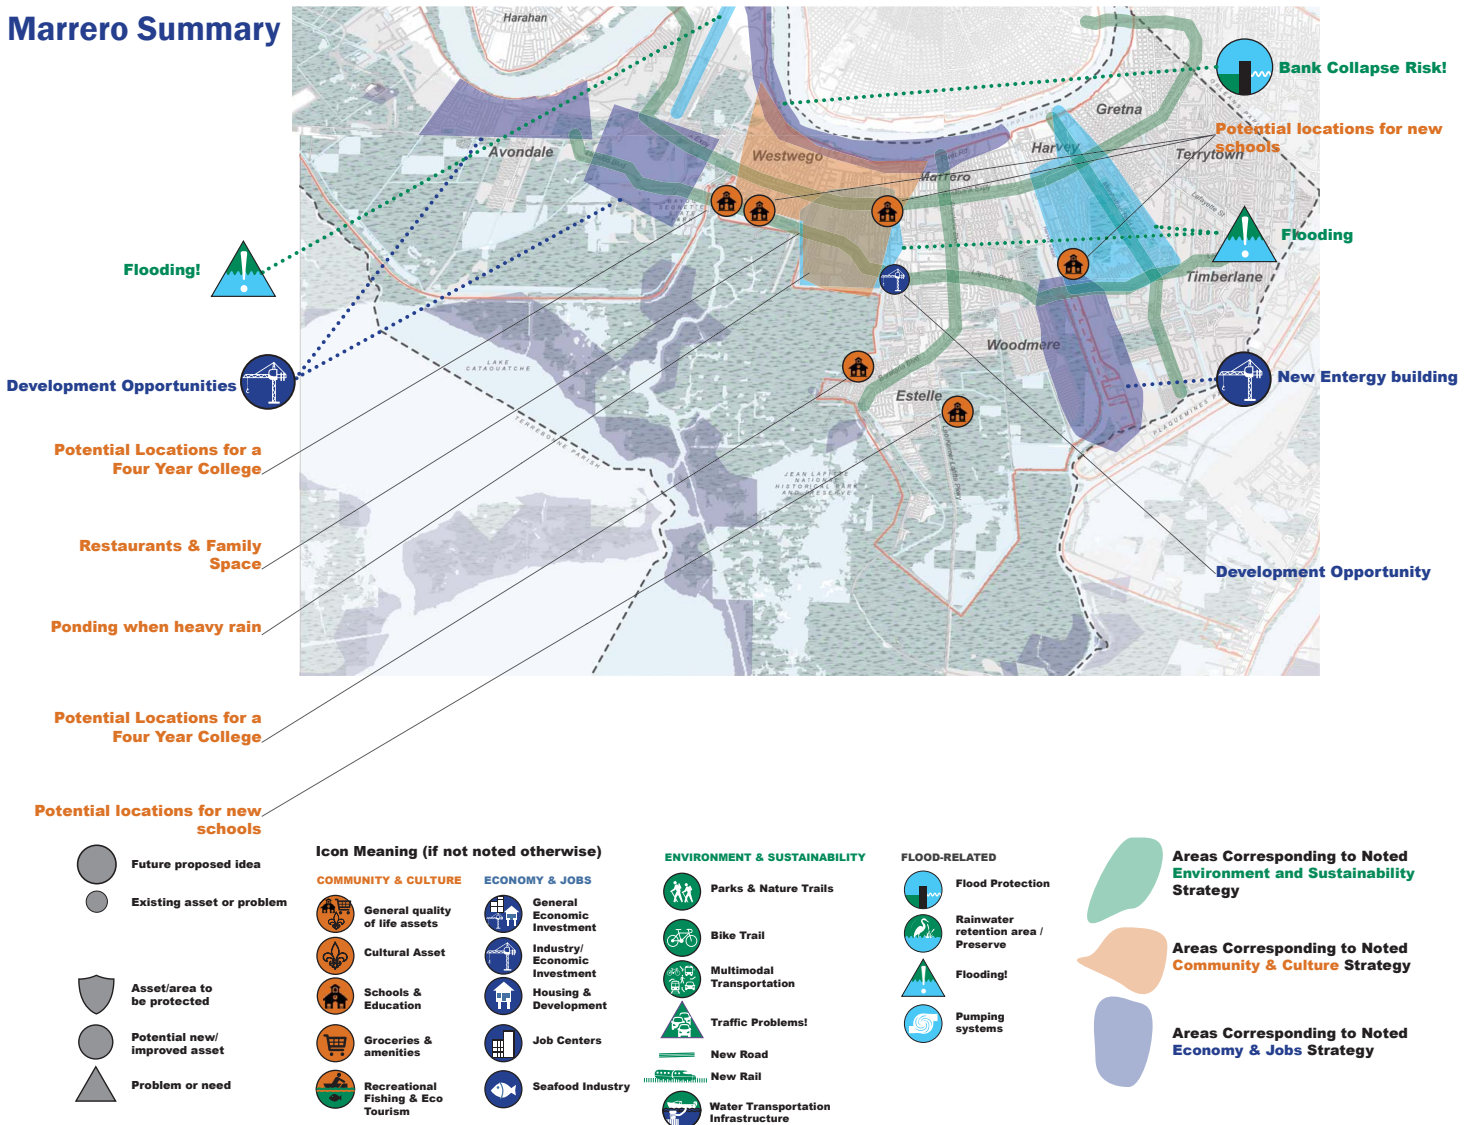 Marrero Summary
Harahan
Bank Collapse Risk!
Gretna
Potential locations for new
schools
Avondale
Westwego
Harvey
Terrytown
Marrero
Lafayette St
Flooding!
Flooding
Timberlane
Lapalco Blvd
LAKE
CATAOUATCHE
Woodmere
Development Opportunities
New Entergy building
Estelle
TERREBONNE PARISH
Potential Locations for a
Four Year College
JEAN LAFITTE
NATIONAL
HISTORICAL PARK
AND PRESERVE
Restaurants & Family
Space
Development Opportunity
Ponding when heavy rain
Potential Locations for a
Four Year College
Potential locations for new
schools
Future proposed idea
Existing asset or problem
Asset/area to
be protected
Potential new/
improved asset
Problem or need
Icon Meaning (if not noted otherwise)
COMMUNITY & CULTURE
General quality
of life assets
Cultural Asset
Schools &
Education
Groceries &
amenities
Recreational
Fishing & Eco
Tourism
ECONOMY & JOBS
General
Economic
Investment
Industry/
Economic
Investment
Housing &
Development
Job Centers
Seafood Industry
ENVIRONMENT & SUSTAINABILITY
Parks & Nature Trails
Bike Trail
Multimodal
Transportation
Traffic Problems!
New Road
New Rail
Water Transportation
Infrastructure
FLOOD-RELATED
Flood Protection
Rainwater
retention area /
Preserve
Flooding!
Pumping
systems
Areas Corresponding to Noted
Environment and Sustainability
Strategy
Areas Corresponding to Noted
Community & Culture Strategy
Areas Corresponding to Noted
Economy & Jobs Strategy